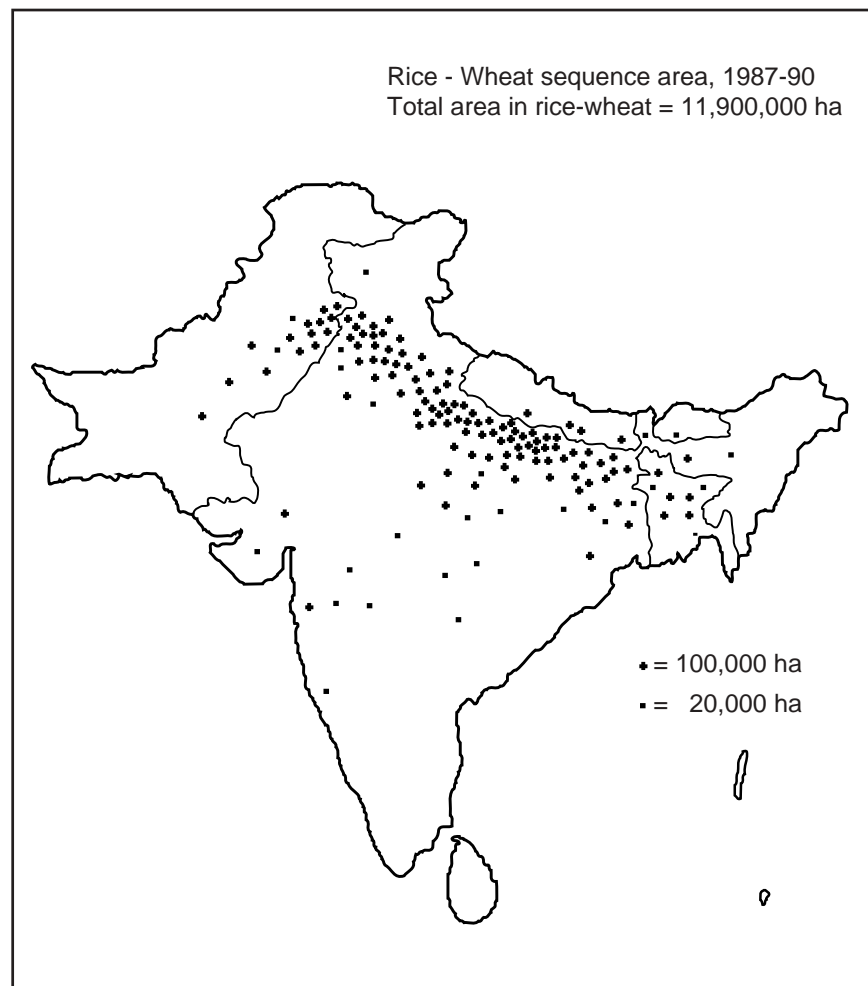 Rice - Wheat sequence area, 1987-90
Total area in rice-wheat = 11,900,000 ha
= 100,000 ha
= 20,000 ha